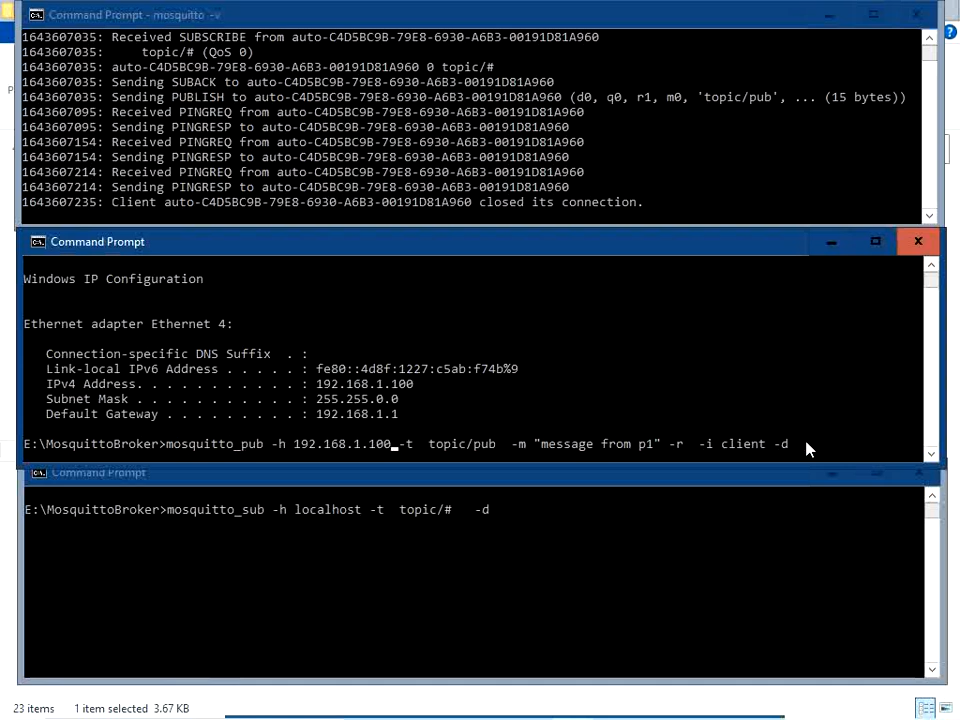 Command Prompt - mosquitto -v
1643607035: Received SUBSCRIBE from auto-C4D5BC9B-79E8-6930-A6B3-00191D81A960
1643607035:     topic/# (QoS 0)
1643607035: auto-C4D5BC9B-79E8-6930-A6B3-00191D81A960 0 topic/#
1643607035: Sending SUBACK to auto-C4D5BC9B-79E8-6930-A6B3-00191D81A960
1643607035: Sending PUBLISH to auto-C4D5BC9B-79E8-6930-A6B3-00191D81A960 (d0, q0, r1, m0, 'topic/pub', ... (15 bytes))
1643607095: Received PINGREQ from auto-C4D5BC9B-79E8-6930-A6B3-00191D81A960
1643607095: Sending PINGRESP to auto-C4D5BC9B-79E8-6930-A6B3-00191D81A960
1643607154: Received PINGREQ from auto-C4D5BC9B-79E8-6930-A6B3-00191D81A960
1643607154: Sending PINGRESP to auto-C4D5BC9B-79E8-6930-A6B3-00191D81A960
1643607214: Received PINGREQ from auto-C4D5BC9B-79E8-6930-A6B3-00191D81A960
1643607214: Sending PINGRESP to auto-C4D5BC9B-79E8-6930-A6B3-00191D81A960
1643607235: Client auto-C4D5BC9B-79E8-6930-A6B3-00191D81A960 closed its connection.
Command Prompt
Windows IP Configuration
Ethernet adapter Ethernet 4:
Connection-specific DNS Suffix  . :
Link-local IPv6 Address . . . . . : fe80::4d8f:1227:c5ab:f74b%9
IPv4 Address. . . . . . . . . . . : 192.168.1.100
Subnet Mask . . . . . . . . . . . : 255.255.0.0
Default Gateway . . . . . . . . . : 192.168.1.1
E:\MosquittoBroker>mosquitto_pub -h 192.168.1.100 -t  topic/pub  -m "message from p1" -r  -i client -d
Command Prompt
E:\MosquittoBroker>mosquitto_sub -h localhost -t  topic/#   -d
23 items   1 item selected  3.67 KB